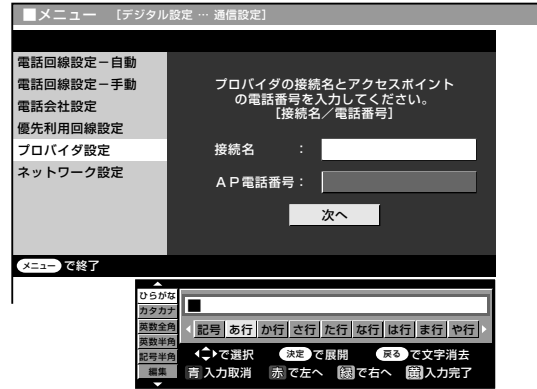 ■メニュー ［デジタル設定 … 通信設定］
電話回線設定－自動
電話回線設定－手動
電話会社設定
優先利用回線設定
プロバイダ設定
ネットワーク設定
プロバイダの接続名とアクセスポイント
の電話番号を入力してください。
［接続名／電話番号］
接続名　：
ＡＰ電話番号：
次へ
メニュー で終了
ひらがな
カタカナ
英数全角
英数半角
記号半角
編集
記号 あ行 か行 さ行 た行 な行 は行 ま行 や行
で選択 決定 で展開 戻る で文字消去
青 入力取消 赤 で左へ 緑 で右へ 黄 入力完了